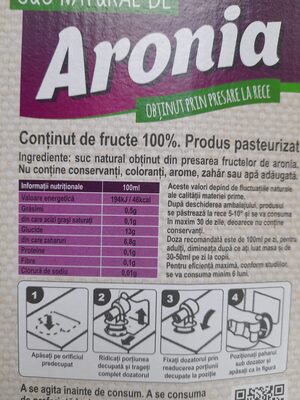 SUC NATURAL DE
Aronia
OBȚINUT PRIN PRESARE LA RECE
Conținut de fructe 100%. Produs pasteurizat
Ingrediente: suc natural obținut din presarea fructelor de aronia.
Nu conține conservanți, coloranți, arome, zahăr sau apă adăugată.
Informații nutriționale 100ml
Valoare energetică 194kJ / 46kcal
Grăsimi 0,5g
din care acizi grași saturați 0,1g
Glucide 13g
din care zaharuri 6,8g
Proteine 0,1g
Fibre 0,1g
Clorură de sodiu 0,01g
Aceste valori depind de fluctuațiile naturale
ale calității materiei prime.
După deschiderea ambalajului, produsul
se păstrează la rece 5-10° și se va consuma
în maxim 30 de zile, deoarece nu conține
conservanți.
Doza recomandată este de 100ml pe zi, pentru
adulți, dimineața după ce ați luat masa și de
30-50ml pe zi la copii.
Pentru eficiență maximă, conform studiilor,
se va consuma minim 6 luni.
1 2 3 4
Apăsați pe orificiul
predecupat
Ridicați porțiunea
decupată și trageți
complet dozatorul
Fixați dozatorul prin
readucerea porțiunii
decupate la poziție
Poziționați paharul
sub dozator și
apăsați ca în figură
A se agita înainte de consum. A se consuma